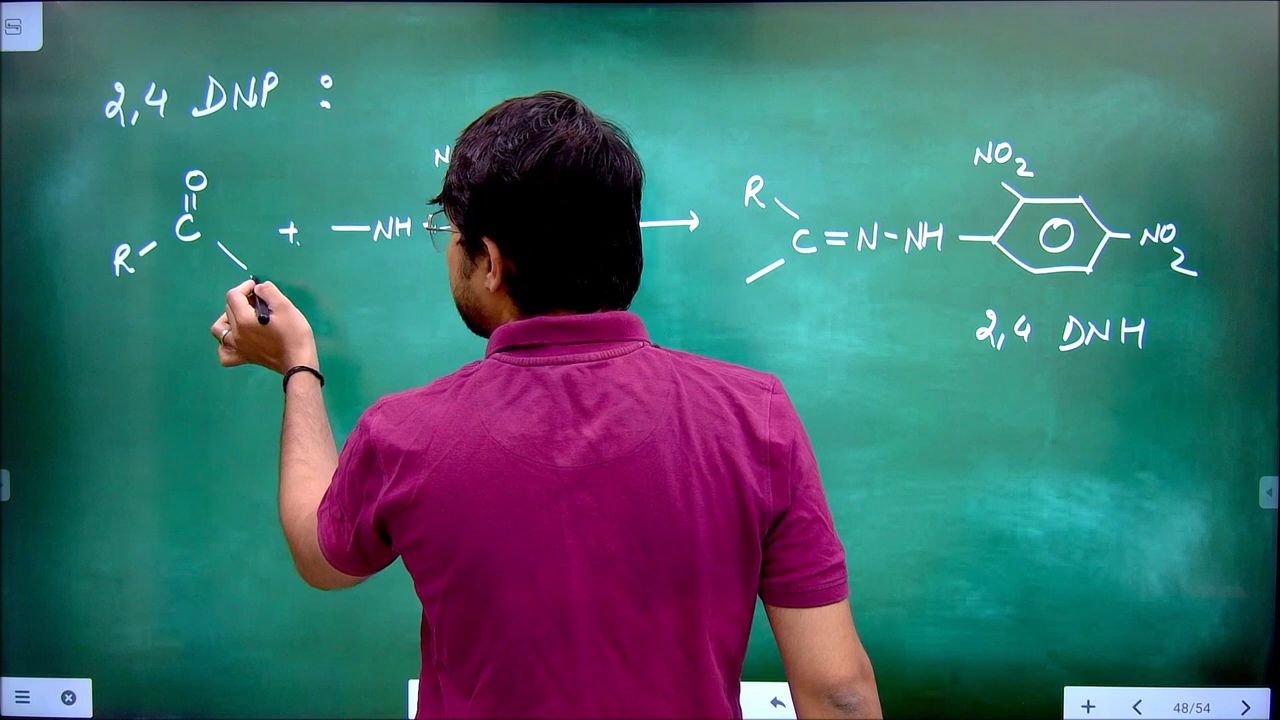 2,4 DNP :
O
C
R
+ NH
N
R
C=N-NH
NO2
NO2
2,4 DNH
48/54